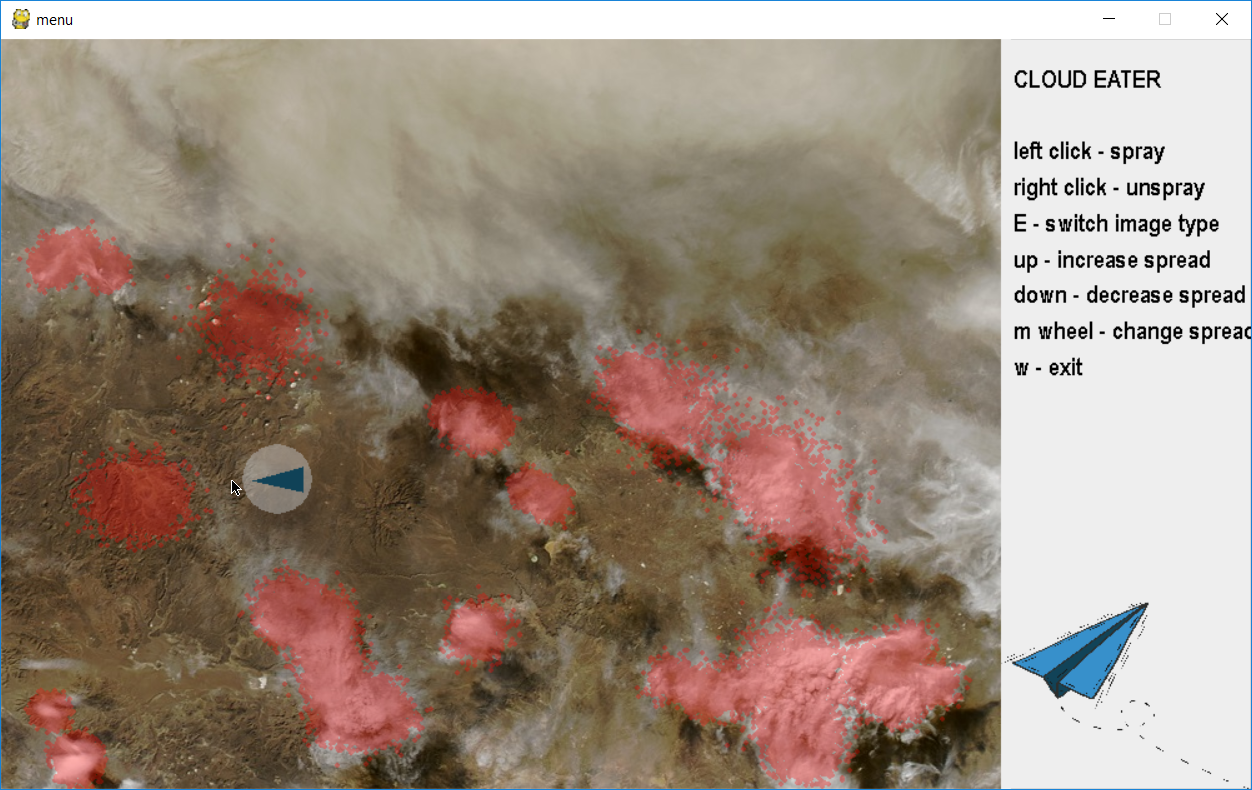 menu
CLOUD EATER
left click - spray
right click - unspray
E - switch image type
up - increase spread
down - decrease spread
m wheel - change spread
w - exit